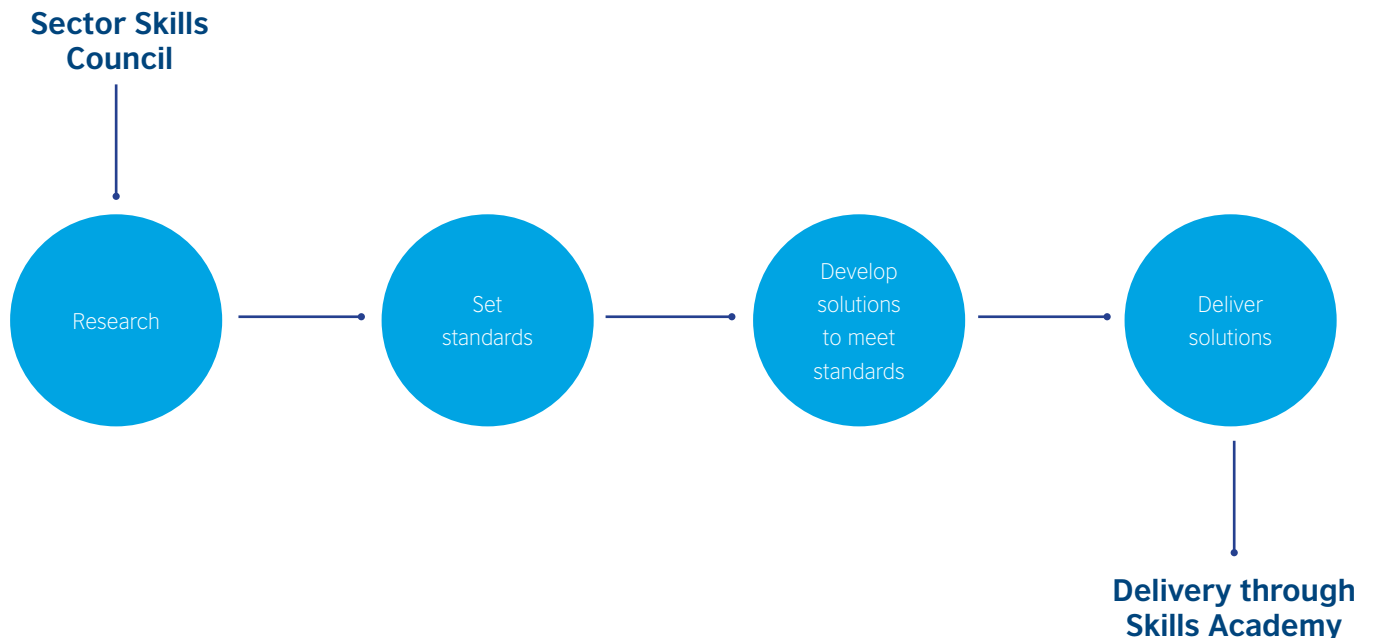 Sector Skills
Council
Research
Set
standards
Develop
solutions
to meet
standards
Deliver
solutions
Delivery through
Skills Academy